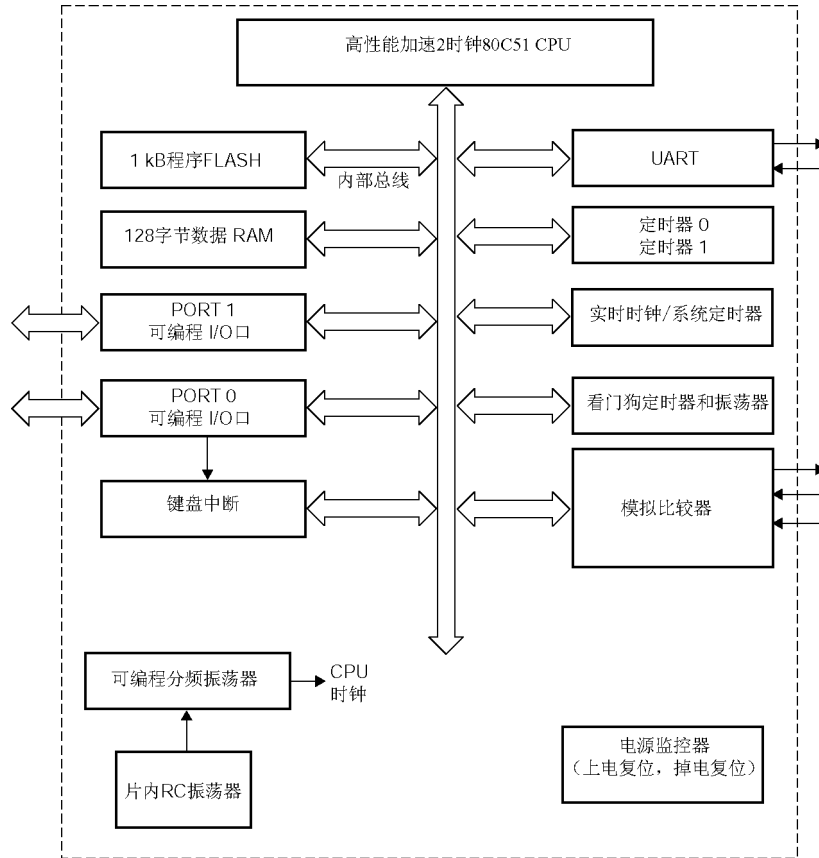 高性能加速2时钟80C51 CPU
1 kB程序FLASH
内部总线
UART
128字节数据 RAM
定时器 0
定时器 1
PORT 1
可编程 I/O口
实时时钟/系统定时器
PORT 0
可编程 I/O口
看门狗定时器和振荡器
键盘中断
模拟比较器
可编程分频振荡器
CPU
时钟
片内RC振荡器
电源监控器
（上电复位，掉电复位）